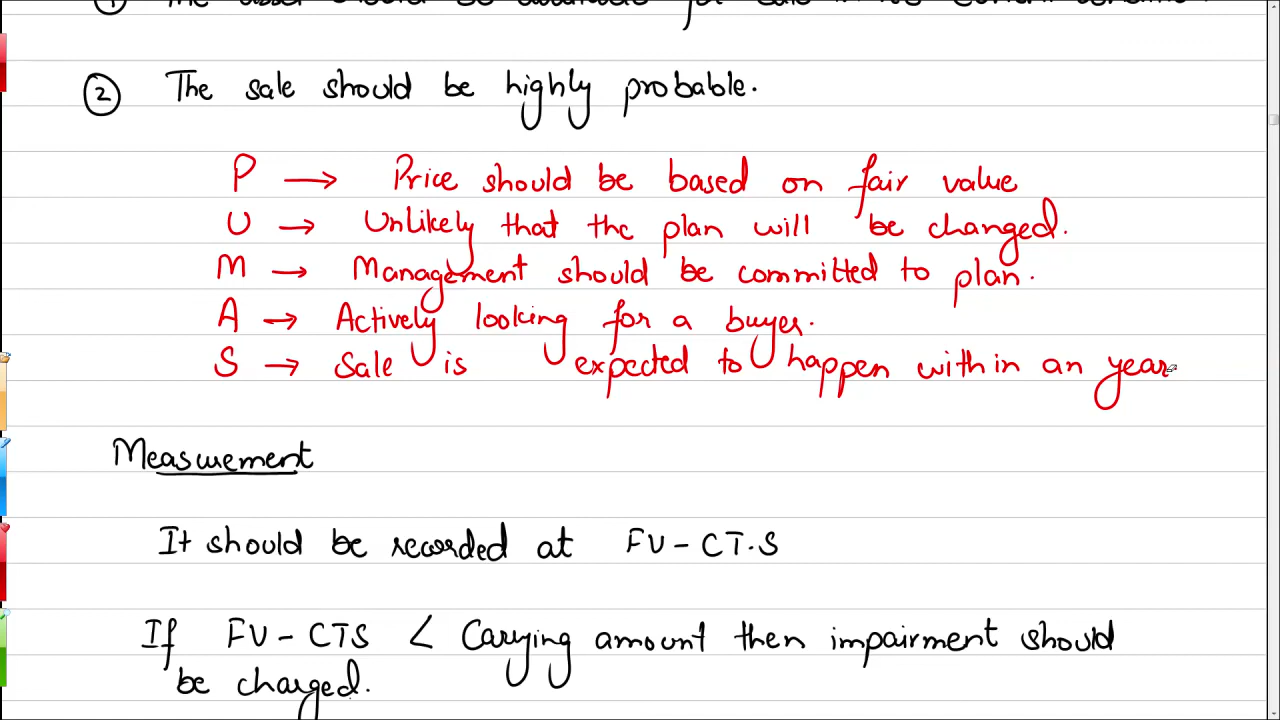 ② The sale should be highly probable.
P → Price should be based on fair value
U → Unlikely that the plan will be changed.
M → Management should be committed to plan.
A → Actively looking for a buyer.
S → Sale is expected to happen within an year
Measurement
It should be recorded at FV - CT.S
If FV - CTS < Carrying amount then impairment should
be charged.